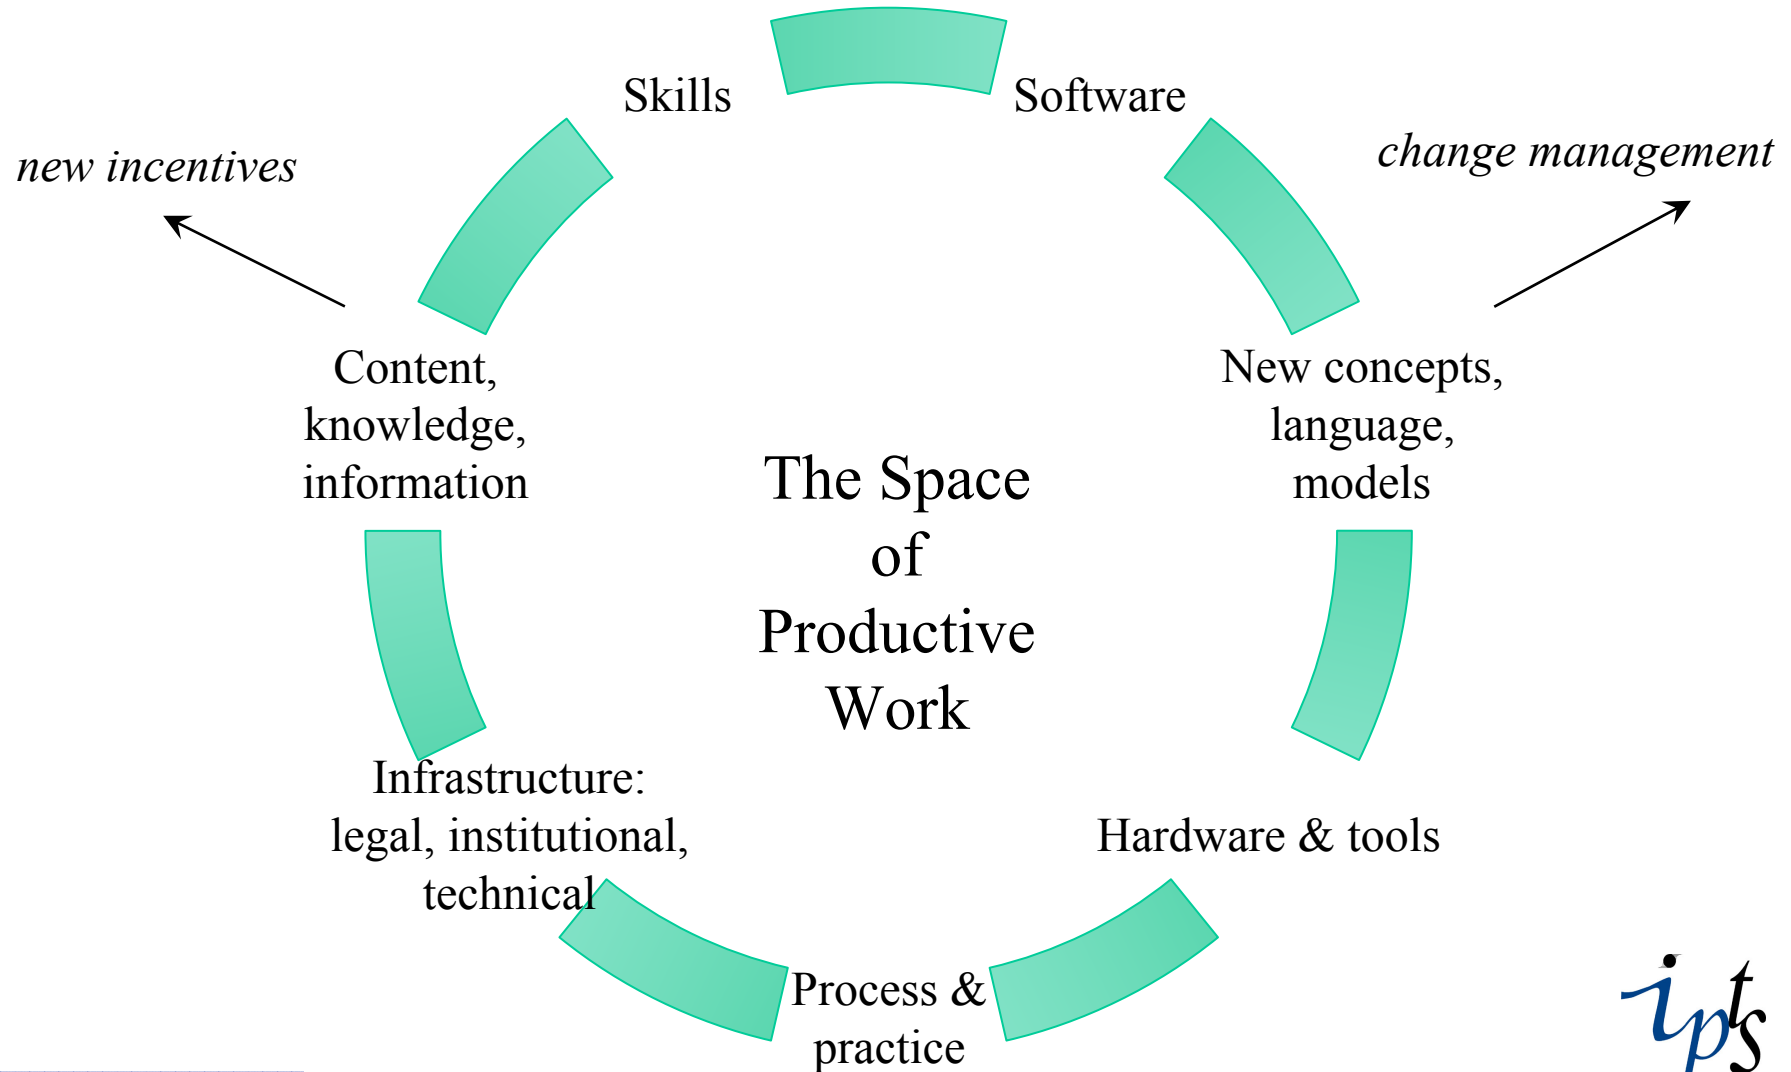 Skills
Software
new incentives
change management
Content,
knowledge,
information
New concepts,
language,
models
The Space
of
Productive
Work
Infrastructure:
legal, institutional,
technical
Hardware & tools
Process &
practice
ipts